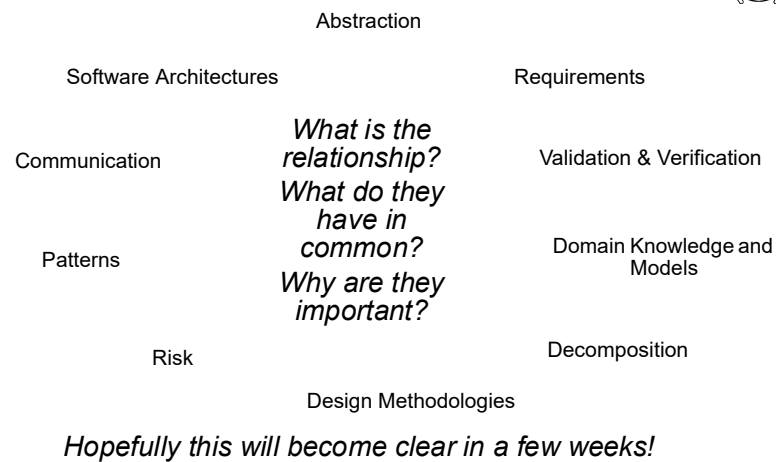 Abstraction
Software Architectures
Requirements
What is the
relationship?
What do they
have in
common?
Why are they
important?
Communication
Validation & Verification
Patterns
Domain Knowledge and
Models
Risk
Decomposition
Design Methodologies
Hopefully this will become clear in a few weeks!